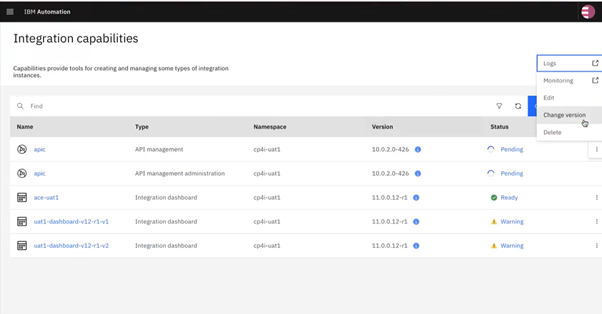 IBM Automation
Integration capabilities
Capabilities provide tools for creating and managing some types of integration
instances.
Logs
Monitoring
Edit
Change version
Delete
Find
Name Type Namespace Version Status
apic API management cp4i-uat1 10.0.2.0-426 Pending
apic API management administration cp4i-uat1 10.0.2.0-426 Pending
ace-uat1 Integration dashboard cp4i-uat1 11.0.0.12-r1 Ready
uat1-dashboard-v12-r1-v1 Integration dashboard cp4i-uat1 11.0.0.12-r1 Warning
uat1-dashboard-v12-r1-v2 Integration dashboard cp4i-uat1 11.0.0.12-r1 Warning